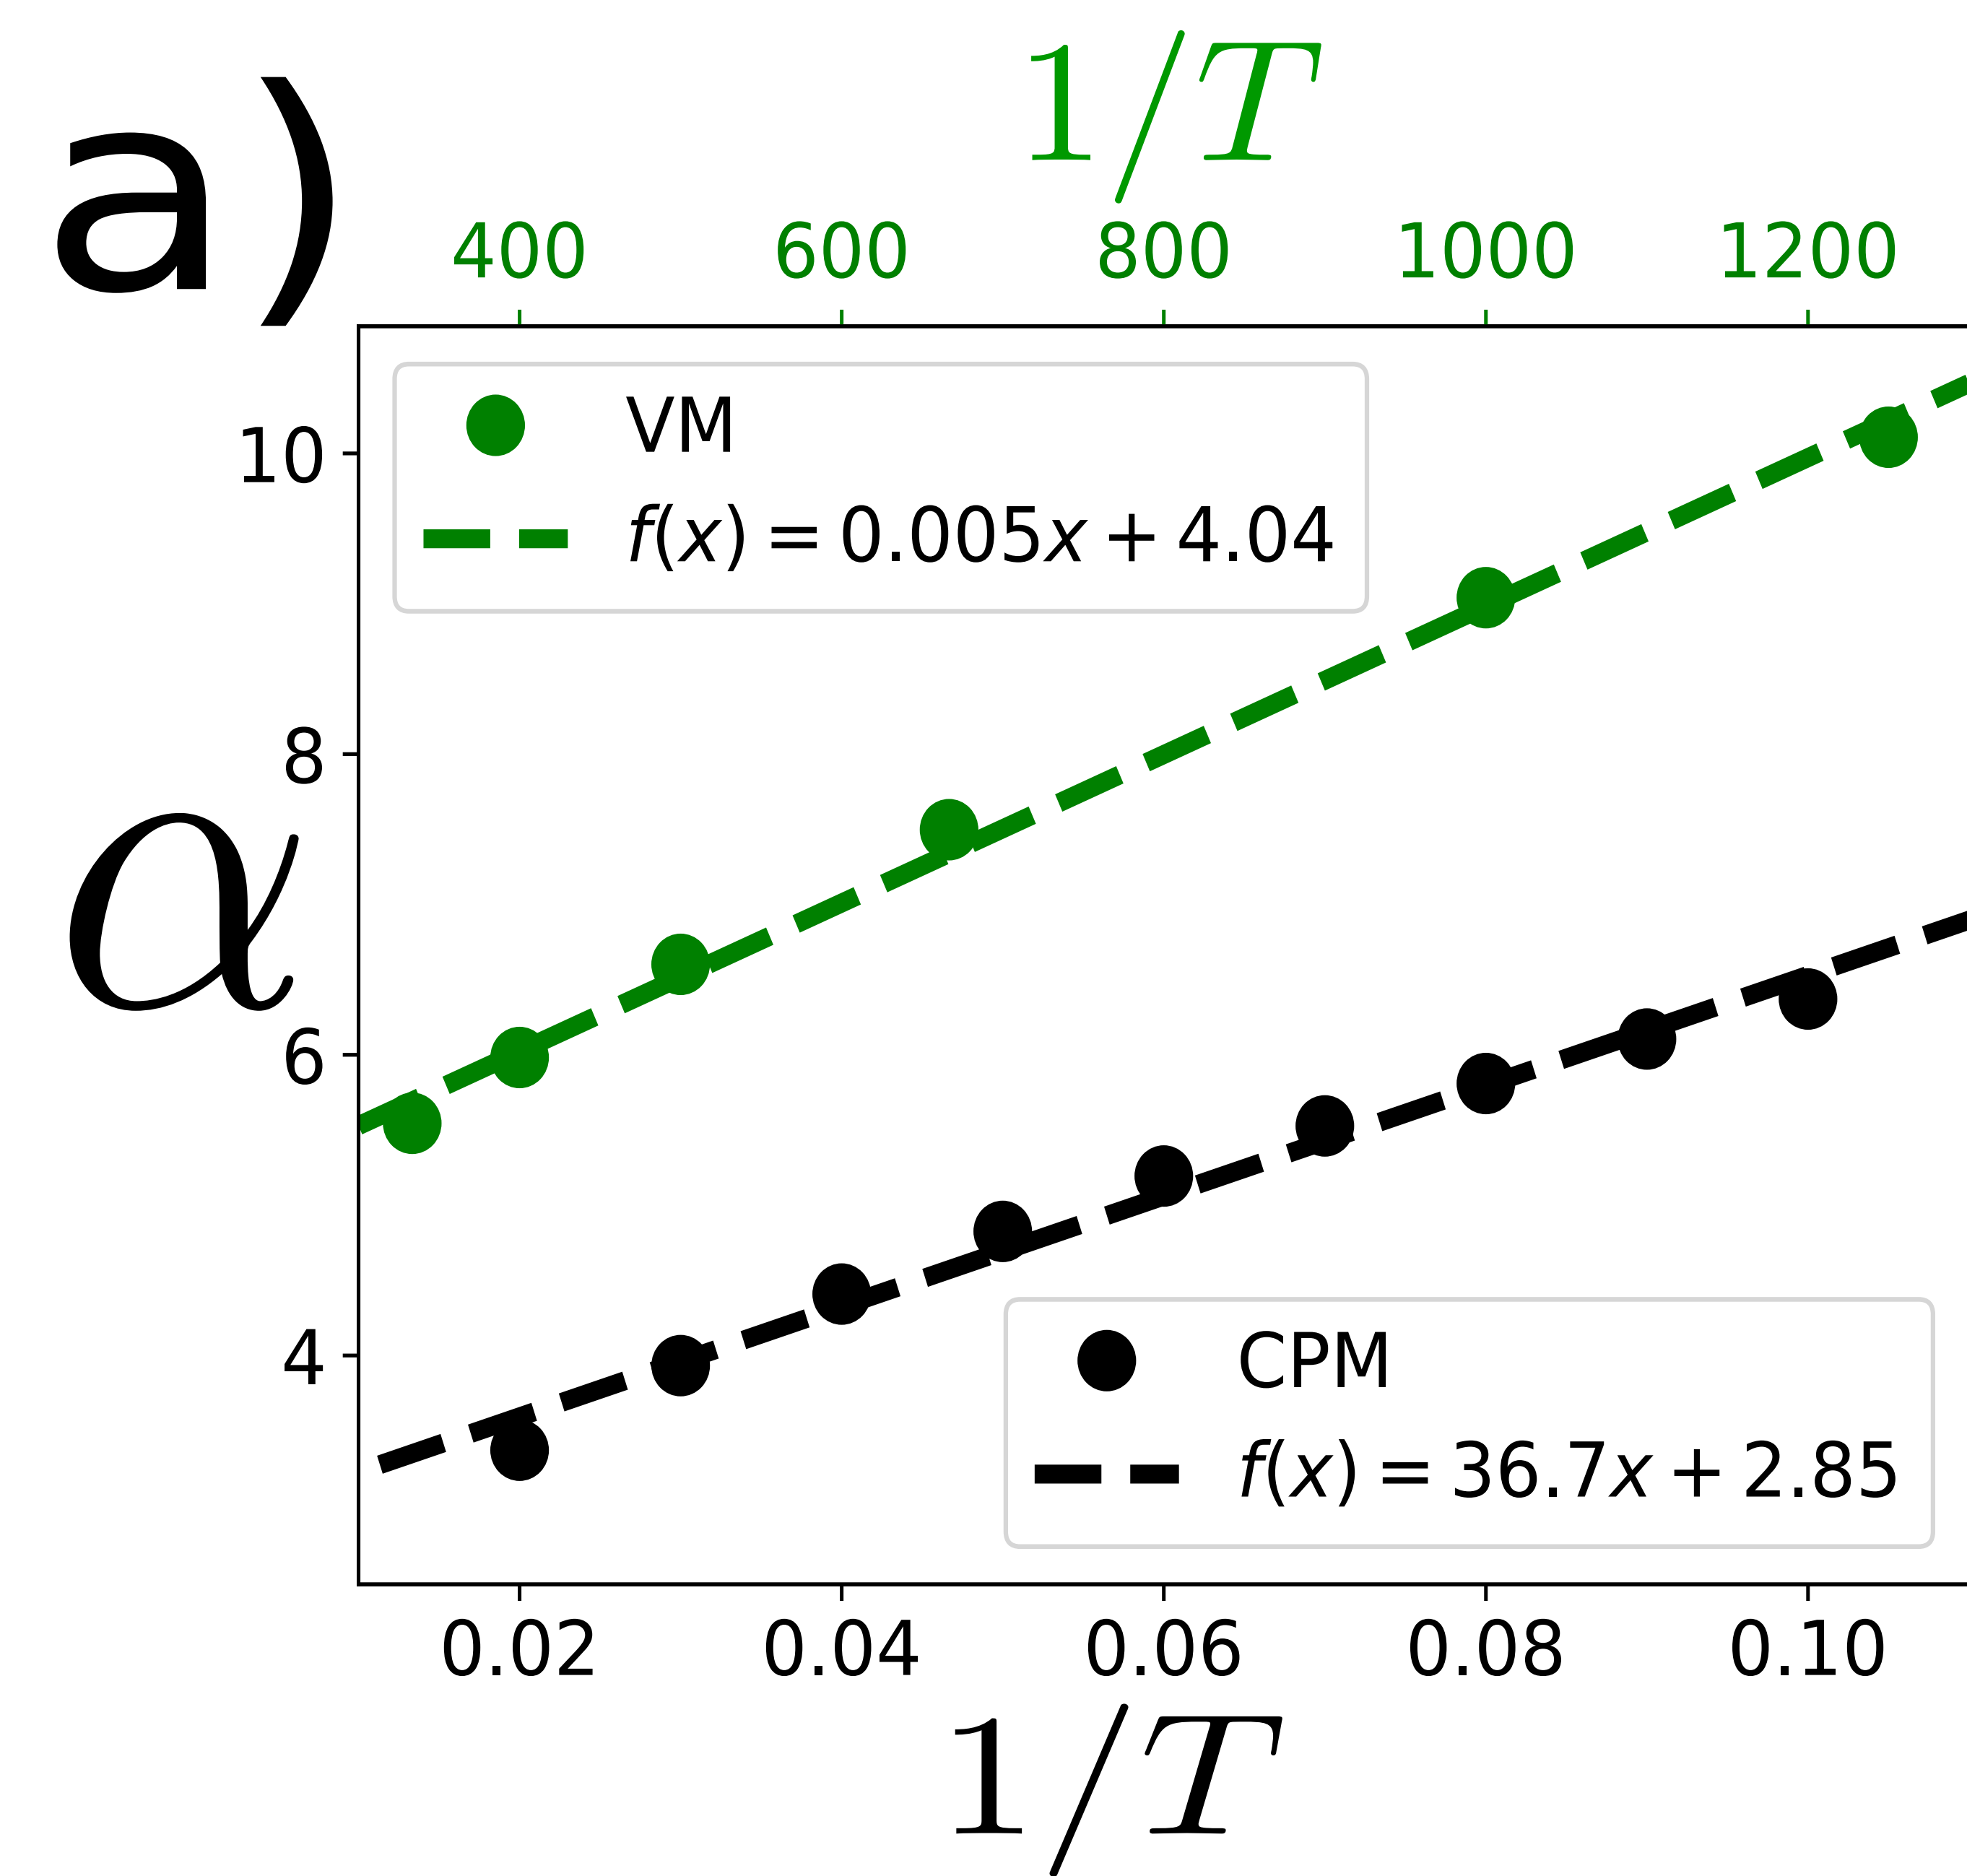 a)
1/T
400 600 800 1000 1200
VM
f(x) = 0.005x + 4.04
10
8
6
4
α
CPM
f(x) = 36.7x + 2.85
0.02 0.04 0.06 0.08 0.10
1/T